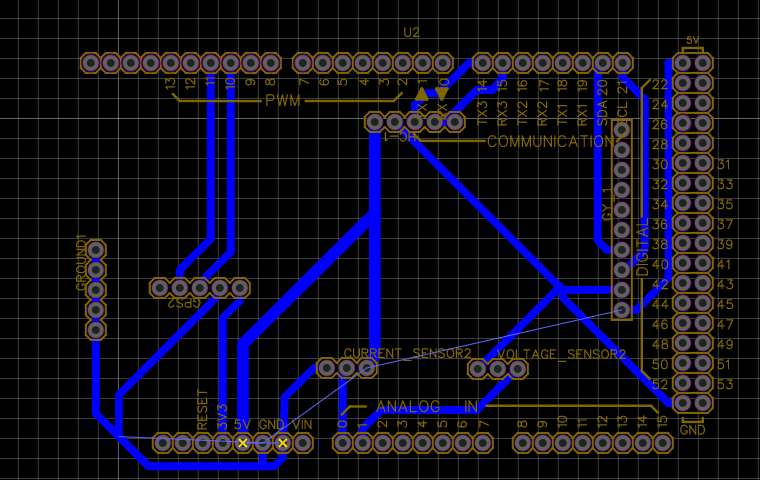 U2
5V
13 12 11 10 9 8 7 6 5 4 3 2 1 0
TX3 14
RX3 15
TX2 16
RX2 17
TX1 18
RX1 19
SDA 20
SCL 21
PWM
COMMUNICATION
HC-1
GY_1
DIGITAL
22
24
26
28
30 31
32 33
34 35
36 37
38 39
40 41
42 43
44 45
46 47
48 49
50 51
52 53
GND
GROUND1
GPS2
CURRENT_SENSOR2
VOLTAGE_SENSOR2
RESET
3V3
5V GND VIN
ANALOG IN
0 1 2 3 4 5 6 7 8 9 10 11 12 13 14 15